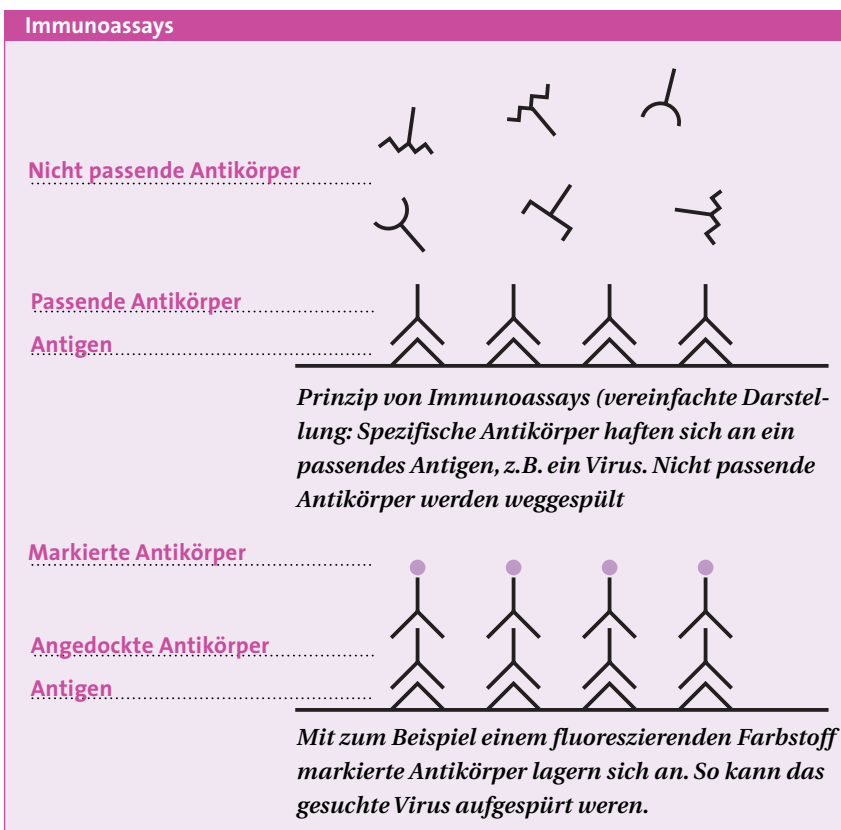 Immunoassays
Nicht passende Antikörper
Passende Antikörper
Antigen
Prinzip von Immunoassays (vereinfachte Darstel-
lung: Spezifische Antikörper haften sich an ein
passendes Antigen, z.B. ein Virus. Nicht passende
Antikörper werden weggespült
Markierte Antikörper
Angedockte Antikörper
Antigen
Mit zum Beispiel einem fluoreszierenden Farbstoff
markierte Antikörper lagern sich an. So kann das
gesuchte Virus aufgespürt weren.